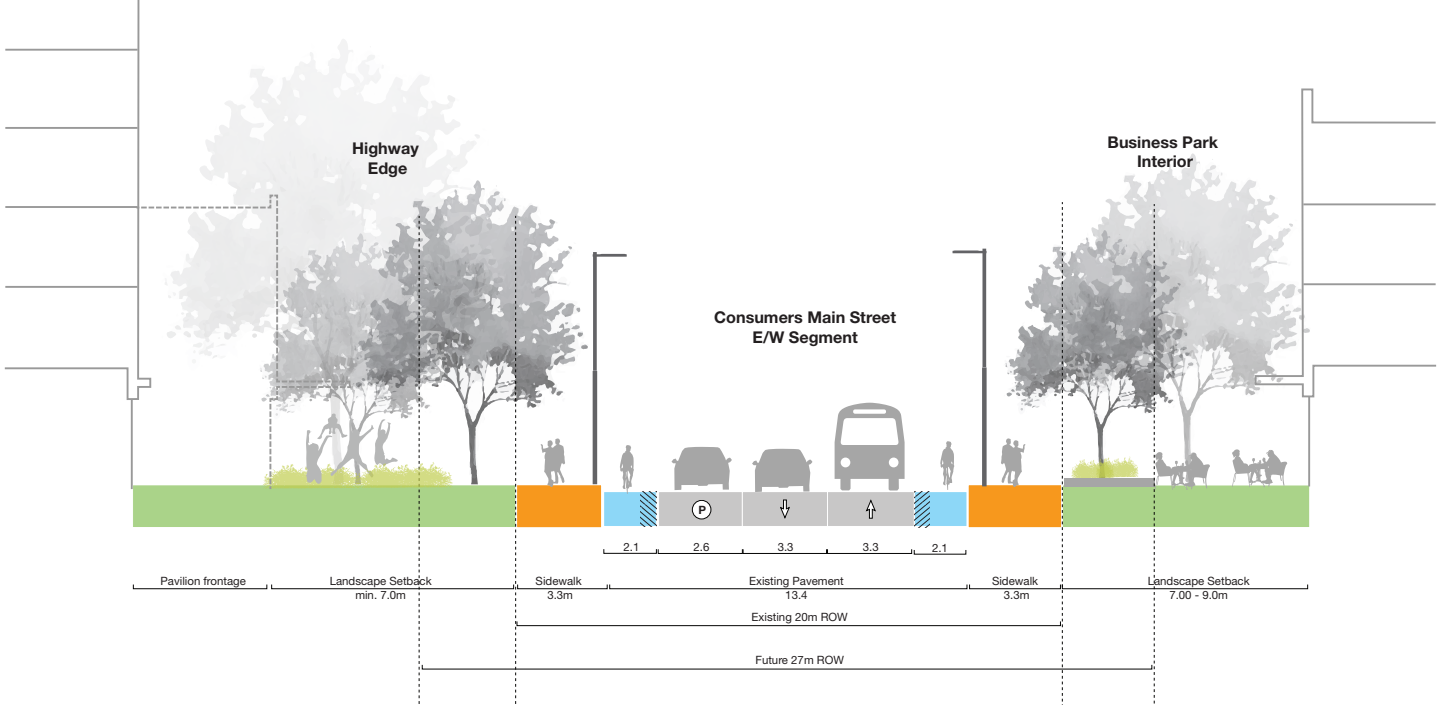 Highway
Edge
Business Park
Interior
Consumers Main Street
E/W Segment
P
2.1
2.6
3.3
3.3
2.1
Pavilion frontage
Landscape Setback
min. 7.0m
Sidewalk
3.3m
Existing Pavement
13.4
Sidewalk
3.3m
Landscape Setback
7.00 - 9.0m
Existing 20m ROW
Future 27m ROW